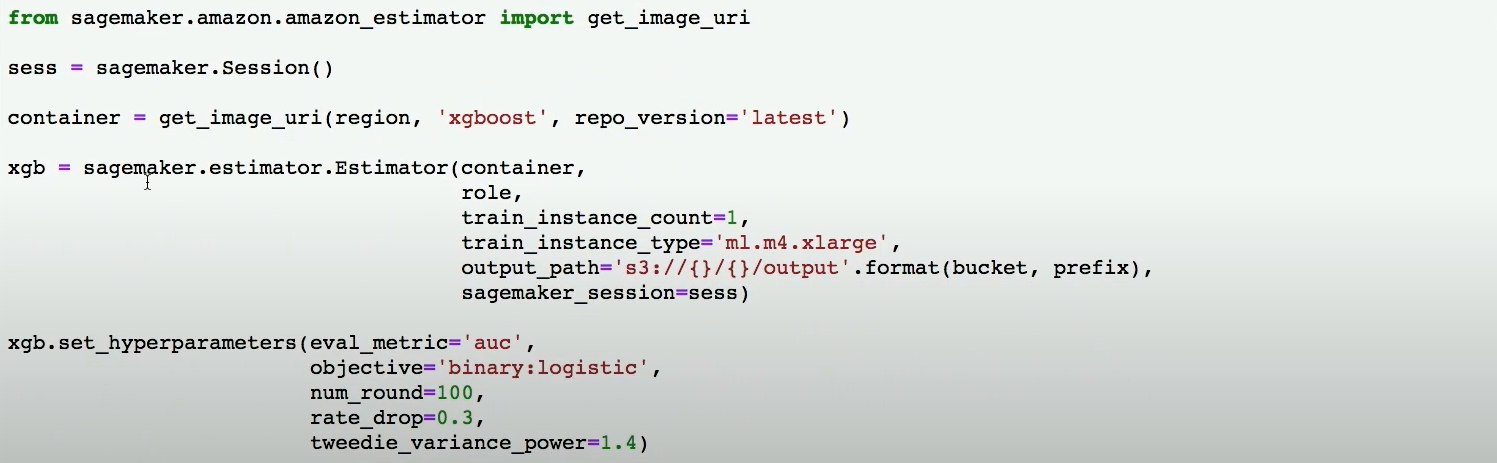 from sagemaker.amazon.amazon_estimator import get_image_uri
sess = sagemaker.Session()
container = get_image_uri(region, 'xgboost', repo_version='latest')
xgb = sagemaker.estimator.Estimator(container,
role,
train_instance_count=1,
train_instance_type='ml.m4.xlarge',
output_path='s3://{}/{}/output'.format(bucket, prefix),
sagemaker_session=sess)
xgb.set_hyperparameters(eval_metric='auc',
objective='binary:logistic',
num_round=100,
rate_drop=0.3,
tweedie_variance_power=1.4)